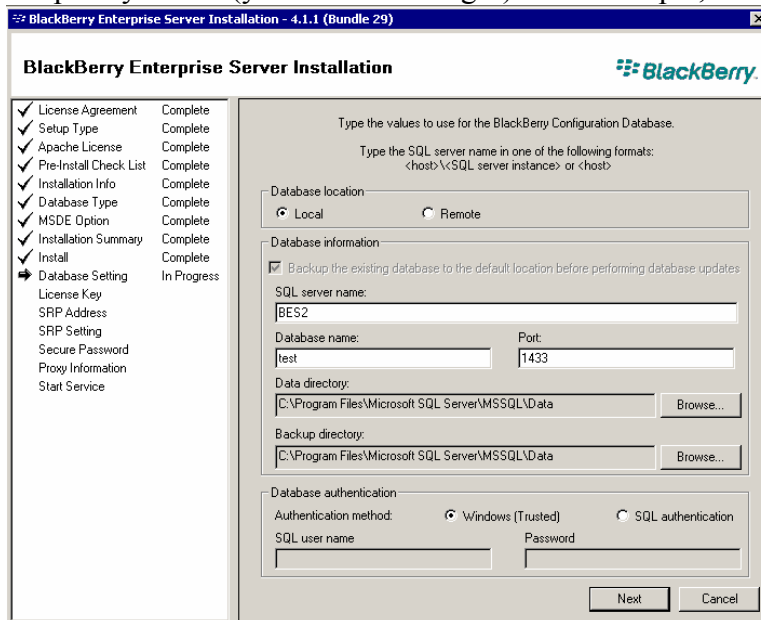 BlackBerry Enterprise Server Installation - 4.1.1 (Bundle 29)
BlackBerry Enterprise Server Installation
BlackBerry.
License Agreement Complete
Setup Type Complete
Apache License Complete
Pre-Install Check List Complete
Installation Info Complete
Database Type Complete
MSDE Option Complete
Installation Summary Complete
Install Complete
Database Setting In Progress
License Key
SRP Address
SRP Setting
Secure Password
Proxy Information
Start Service
Type the values to use for the BlackBerry Configuration Database.
Type the SQL server name in one of the following formats:
<host>\<SQL server instance> or <host>
Database location
Local Remote
Database information
Backup the existing database to the default location before performing database updates
SQL server name:
BES2
Database name: Port:
test 1433
Data directory:
C:\Program Files\Microsoft SQL Server\MSSQL\Data Browse...
Backup directory:
C:\Program Files\Microsoft SQL Server\MSSQL\Data Browse...
Database authentication
Authentication method: Windows (Trusted) SQL authentication
SQL user name Password
Next Cancel